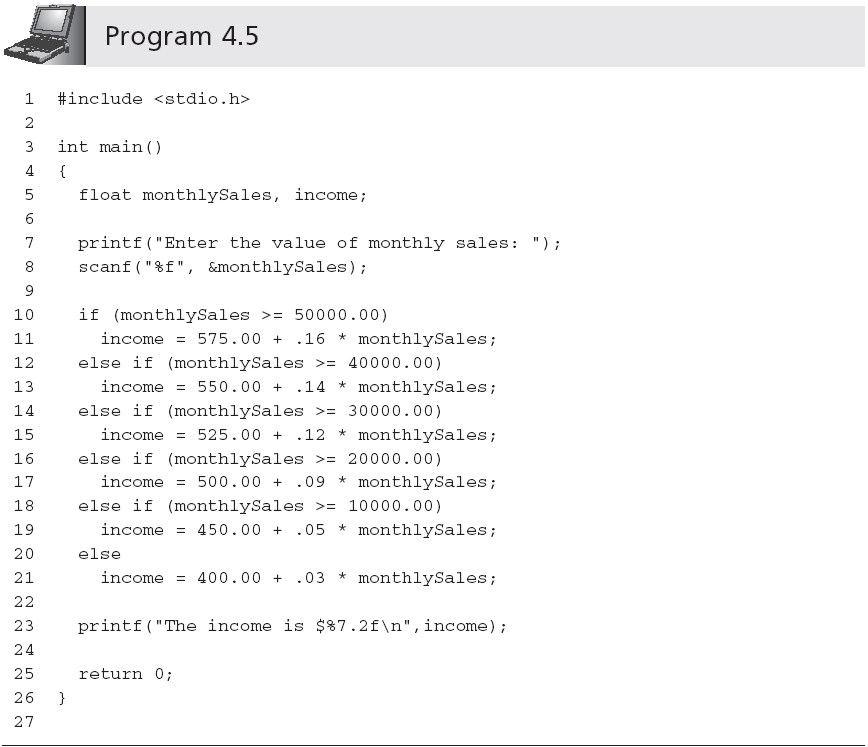 Program 4.5
1 #include <stdio.h>
2
3 int main()
4 {
5   float monthlySales, income;
6
7   printf("Enter the value of monthly sales: ");
8   scanf("%f", &monthlySales);
9
10   if (monthlySales >= 50000.00)
11     income = 575.00 + .16 * monthlySales;
12   else if (monthlySales >= 40000.00)
13     income = 550.00 + .14 * monthlySales;
14   else if (monthlySales >= 30000.00)
15     income = 525.00 + .12 * monthlySales;
16   else if (monthlySales >= 20000.00)
17     income = 500.00 + .09 * monthlySales;
18   else if (monthlySales >= 10000.00)
19     income = 450.00 + .05 * monthlySales;
20   else
21     income = 400.00 + .03 * monthlySales;
22
23   printf("The income is $%7.2f\n",income);
24
25   return 0;
26 }
27